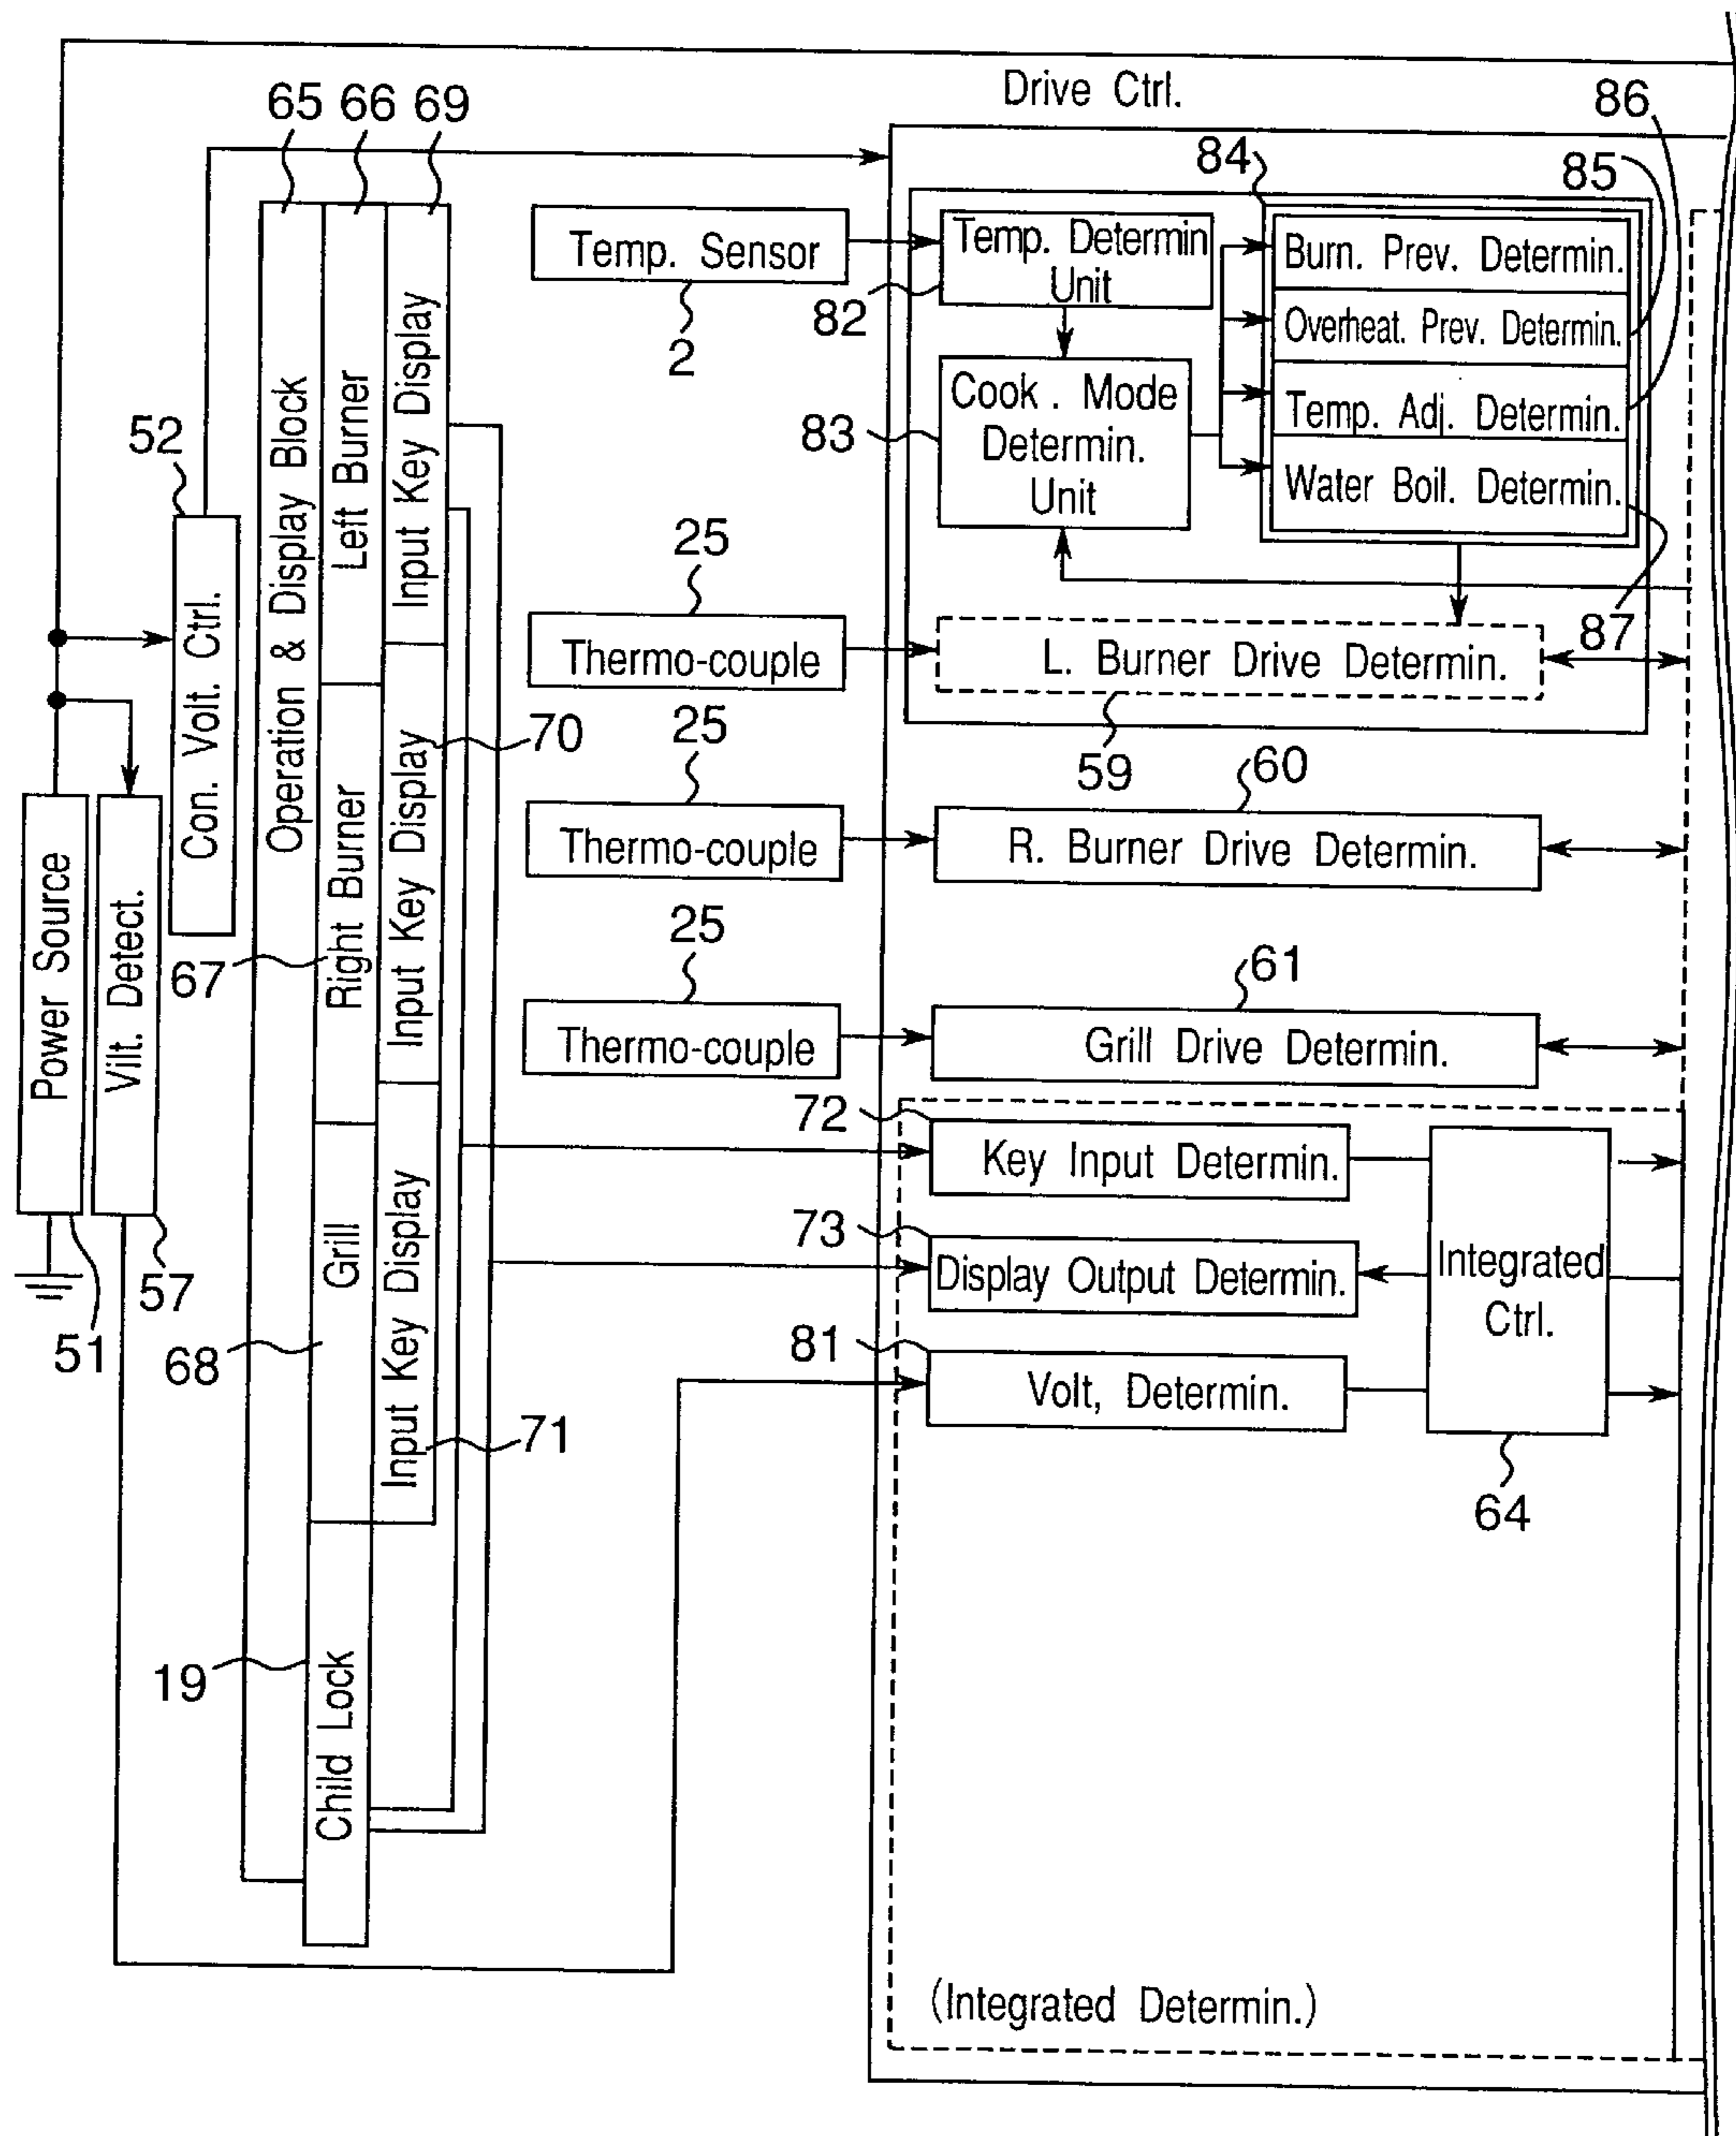 Drive Ctrl.
65
66
69
86
84
85
Temp. Sensor
2
Temp. Determin
Unit
82
Burn. Prev. Determin.
Overheat. Prev. Determin.
Temp. Adj. Determin.
Water Boil. Determin.
Cook. Mode
Determin.
Unit
83
87
52
Con. Volt. Ctrl.
Operation & Display Block
Left Burner
Input Key Display
25
Thermo-couple
L. Burner Drive Determin.
59
Power Source
51
Vilt. Detect.
57
67
Right Burner
Input Key Display
70
25
Thermo-couple
60
R. Burner Drive Determin.
25
Thermo-couple
61
Grill Drive Determin.
68
Grill
Input Key Display
71
72
Key Input Determin.
73
Display Output Determin.
81
Volt, Determin.
Integrated
Ctrl.
64
19
Child Lock
(Integrated Determin.)